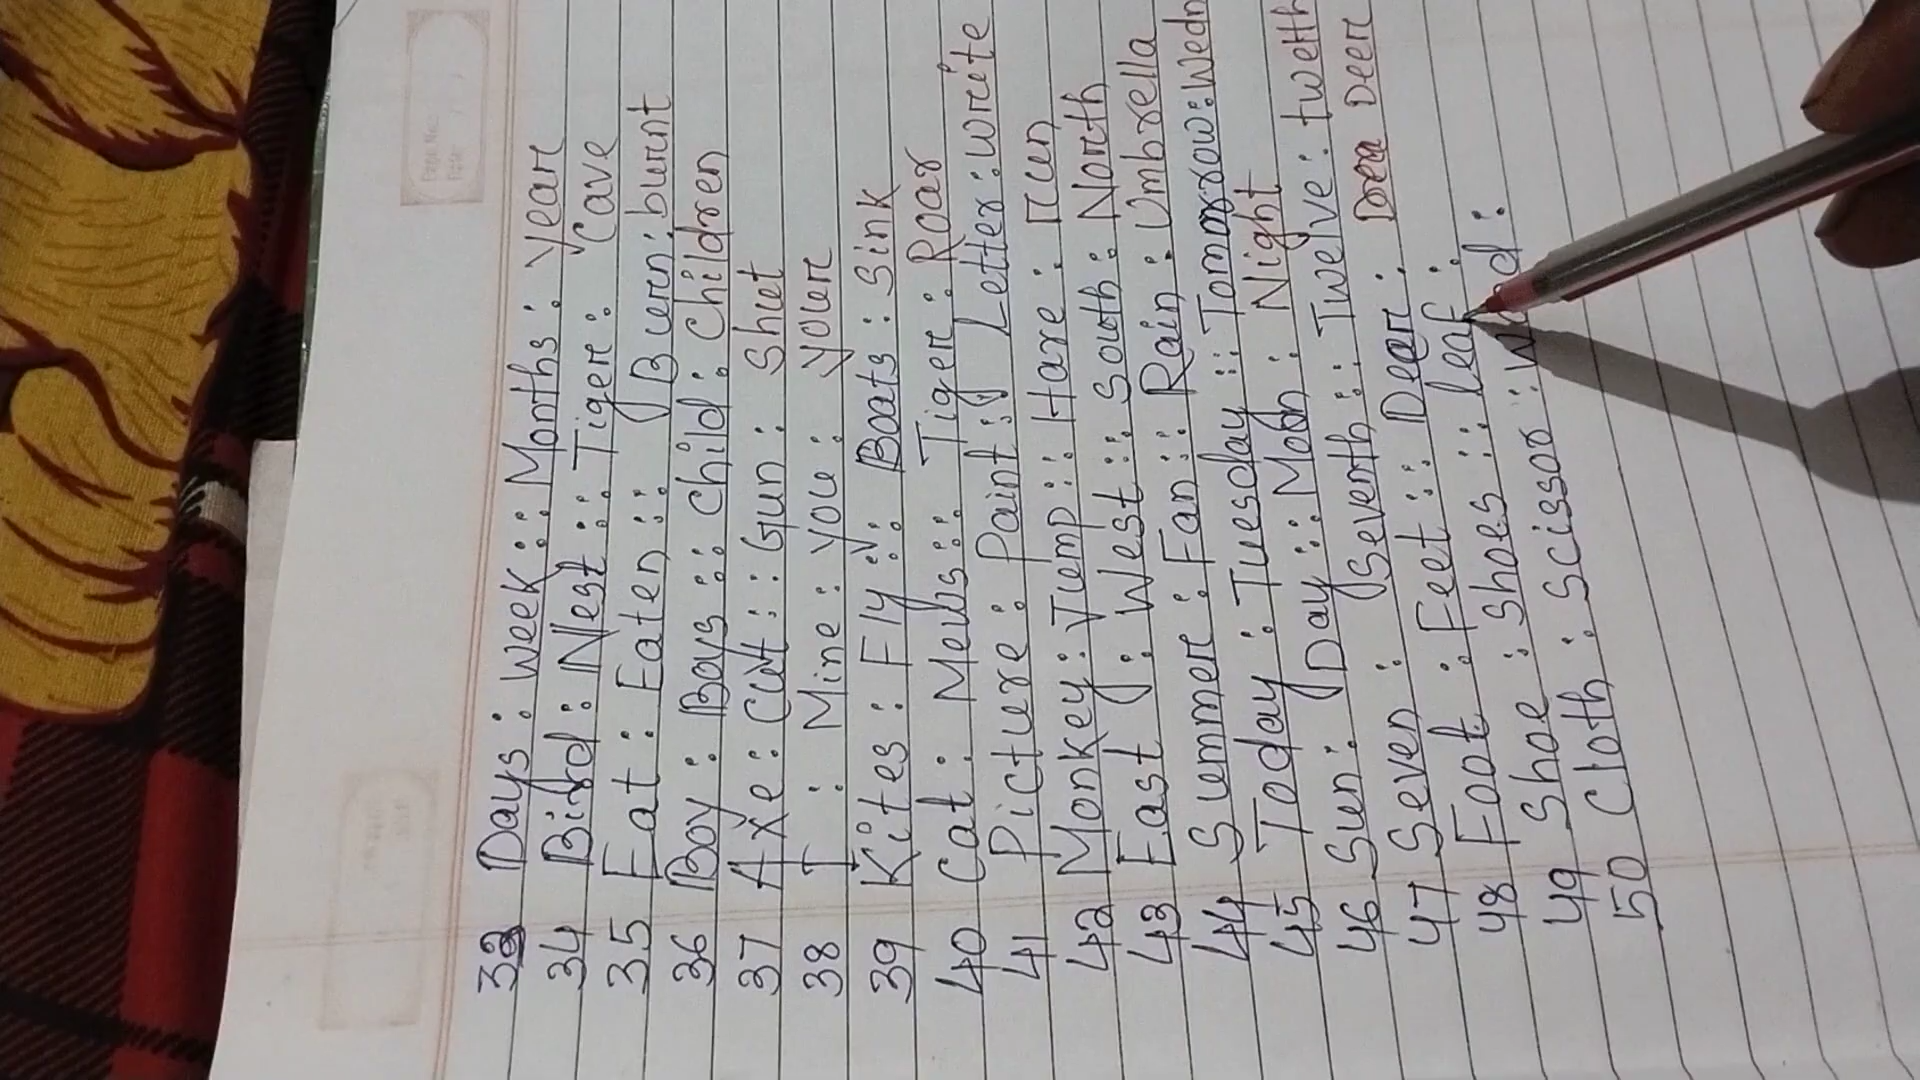 33 Days : week :: Months : Year
34 Bird : Nest :: Tiger : Cave
35 Eat : Eaten :: Burn : burnt
36 Boy : Boys :: child : children
37 Axe : Cut :: Gun : Shut
38 I : Mine : you : your
39 Kites : Fly :: Boats : Sink
40 Cat : Mews :: Tiger : Roar
41 Picture : Paint :: Letter : write
42 Monkey : Jump :: Hare : run
43 East : West :: South : North
44 Summer : Fan :: Rain : Umbrella
45 Today : Tuesday :: Tomorrow : Wedn
46 Sun : Day :: Moon : Night
47 Seven : Seventh :: Twelve : twelth
48 Foot : Feet :: Deer : Deer
49 Shoe : Shoes :: leaf :
50 Cloth : Scissor ::